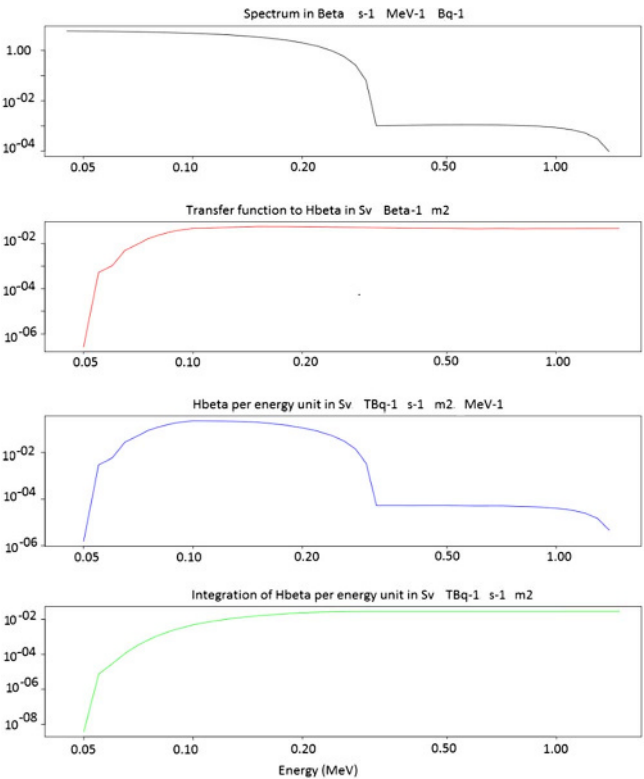 Spectrum in Beta s-1 MeV-1 Bq-1
1.00
10-02
10-04
0.05 0.10 0.20 0.50 1.00
Transfer function to Hbeta in Sv Beta-1 m2
10-02
10-04
10-06
0.05 0.10 0.20 0.50 1.00
Hbeta per energy unit in Sv TBq-1 s-1 m2. MeV-1
10-02
10-04
10-06
0.05 0.10 0.20 0.50 1.00
Integration of Hbeta per energy unit in Sv TBq-1 s-1 m2
10-02
10-04
10-06
10-08
0.05 0.10 0.20 0.50 1.00
Energy (MeV)